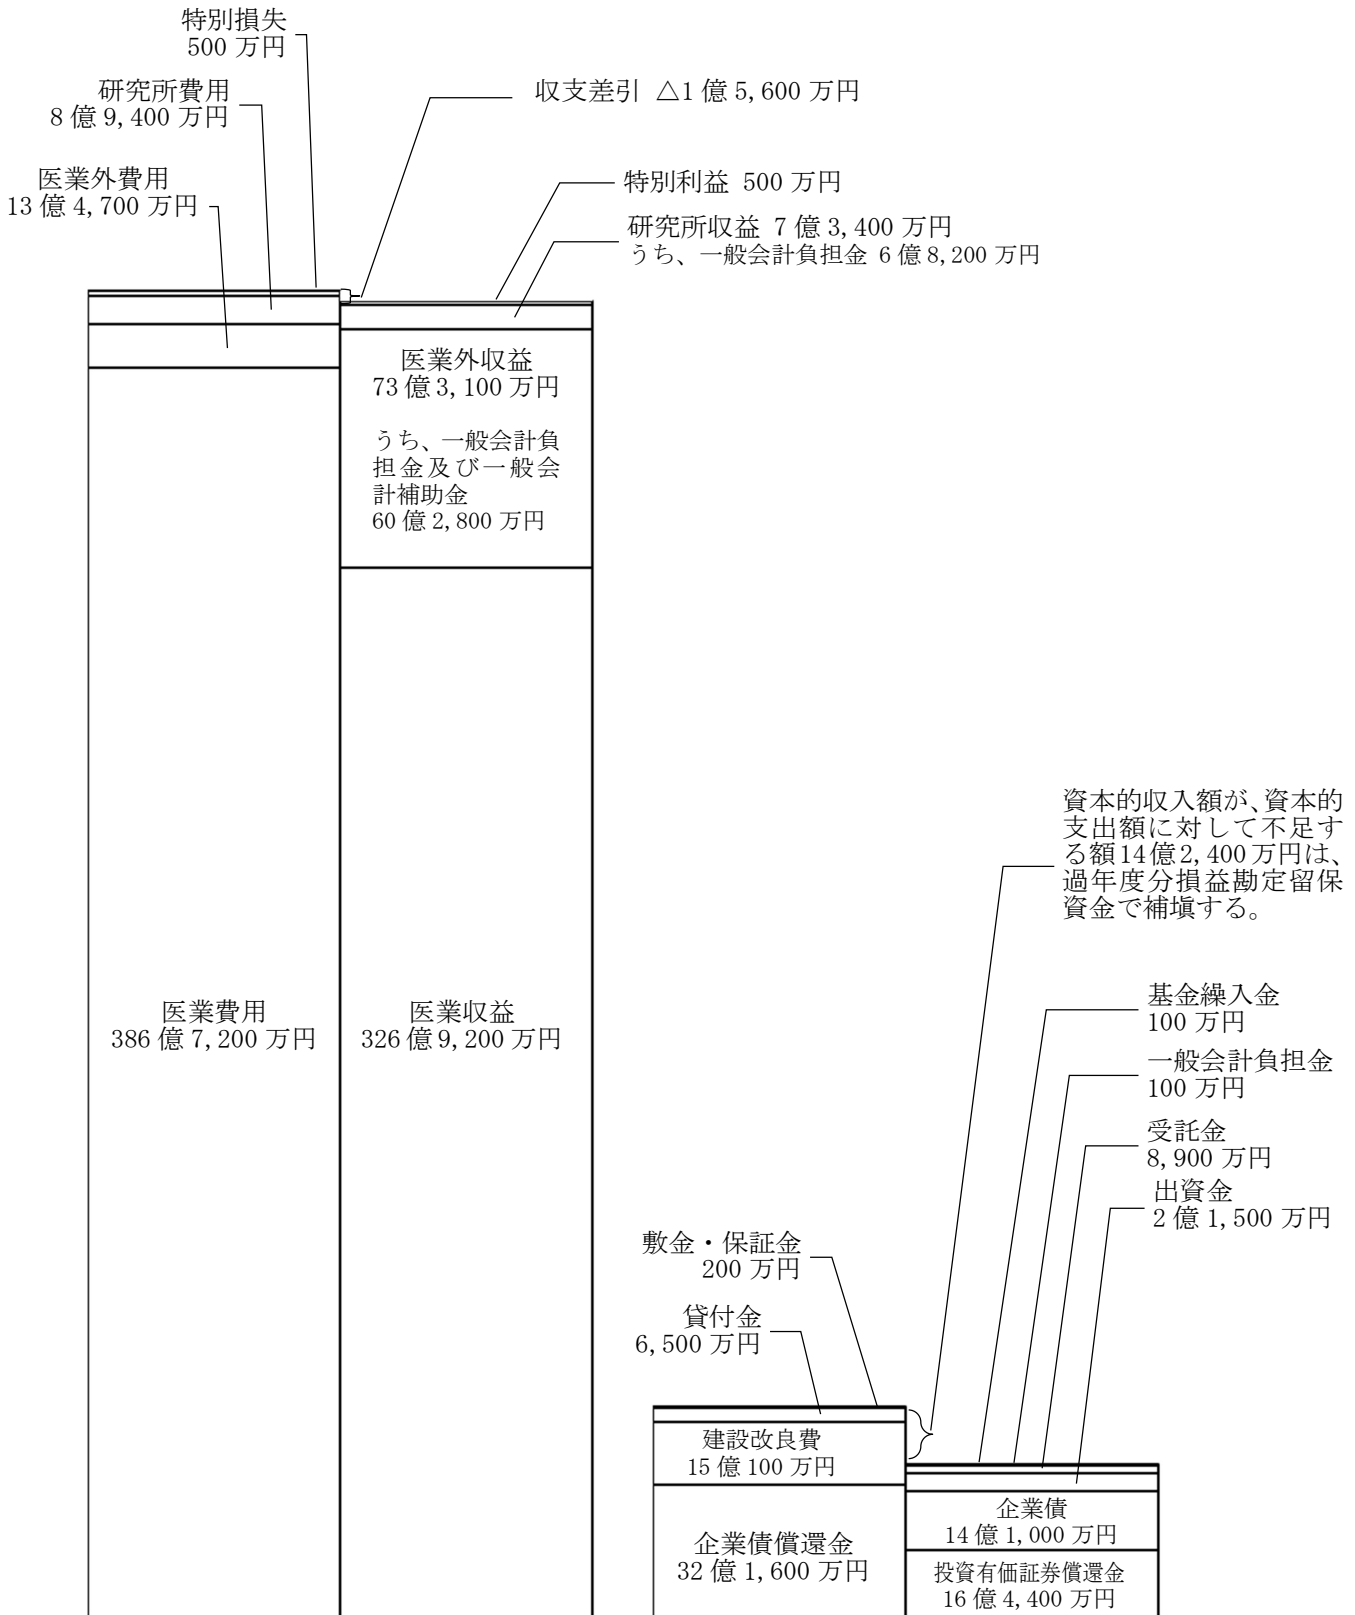 特別損失
500 万円
研究所費用
8 億 9,400 万円
医業外費用
13 億 4,700 万円
収支差引 △1 億 5,600 万円
特別利益 500 万円
研究所収益 7 億 3,400 万円
うち、一般会計負担金 6 億 8,200 万円
医業外収益
73 億 3,100 万円
うち、一般会計負
担金及び一般会
計補助金
60 億 2,800 万円
医業費用
386 億 7,200 万円
医業収益
326 億 9,200 万円
資本的収入額が、資本的
支出額に対して不足す
る額14億2,400万円は、
過年度分損益勘定留保
資金で補塡する。
基金繰入金
100 万円
一般会計負担金
100 万円
受託金
8,900 万円
出資金
2 億 1,500 万円
敷金・保証金
200 万円
貸付金
6,500 万円
建設改良費
15 億 100 万円
企業債償還金
32 億 1,600 万円
企業債
14 億 1,000 万円
投資有価証券償還金
16 億 4,400 万円